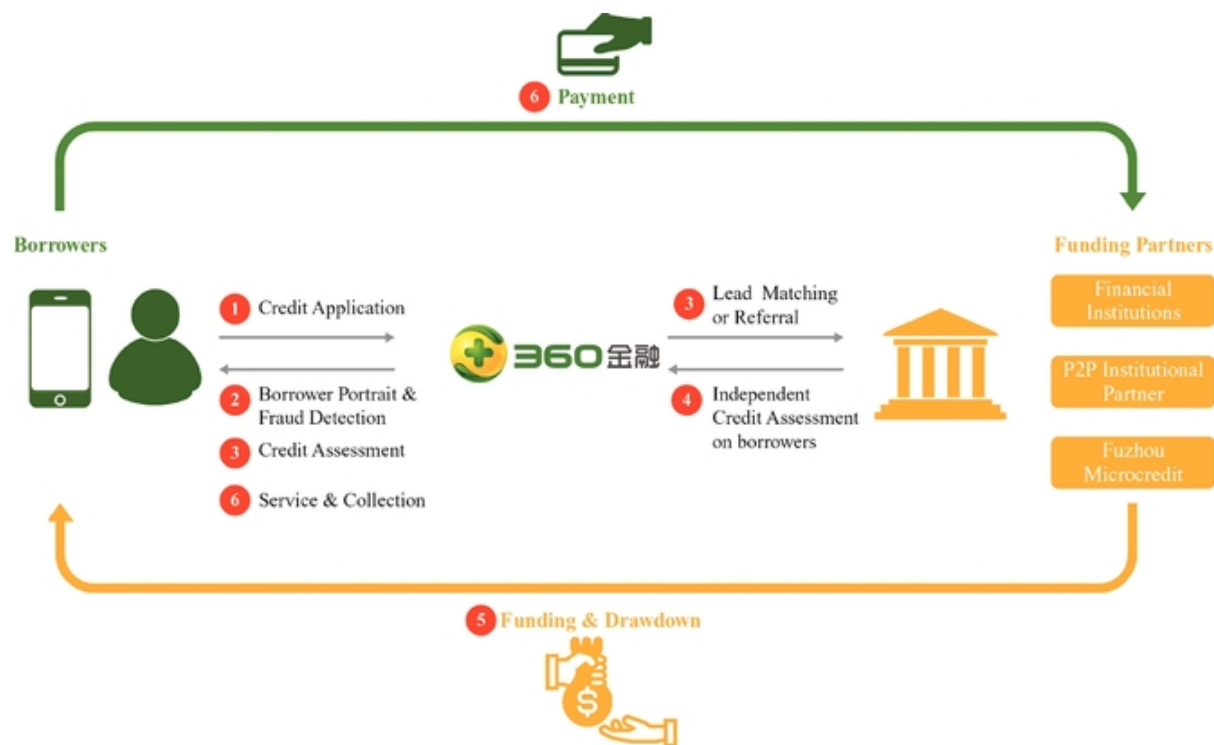 6 Payment
Borrowers
Funding Partners
1 Credit Application
2 Borrower Portrait &
Fraud Detection
3 Credit Assessment
6 Service & Collection
360金融
3 Lead Matching
or Referral
4 Independent
Credit Assessment
on borrowers
Financial
Institutions
P2P Institutional
Partner
Fuzhou
Microcredit
5 Funding & Drawdown
$